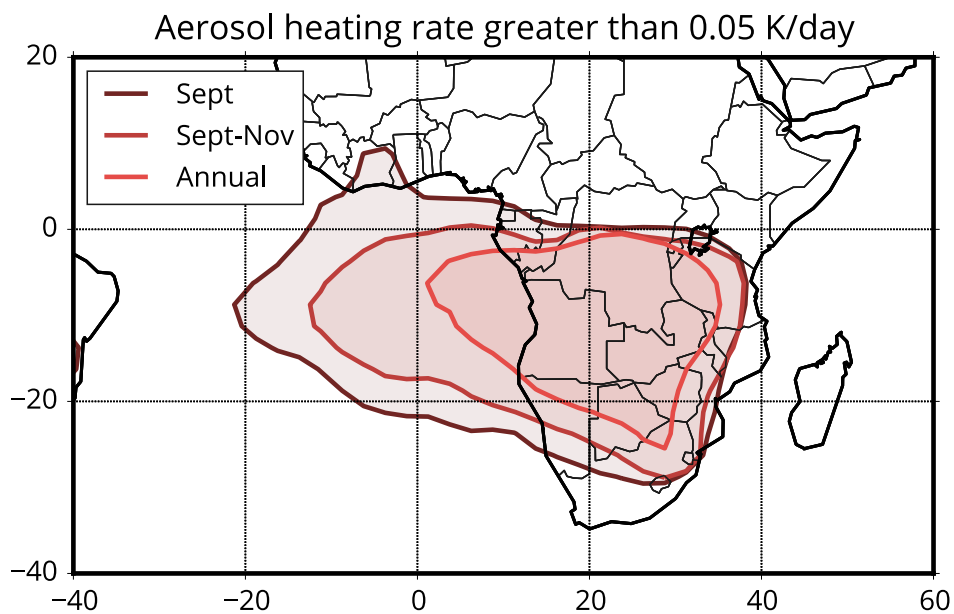 Aerosol heating rate greater than 0.05 K/day
20
Sept
Sept-Nov
Annual
0
−20
−40
−40 −20 0 20 40 60